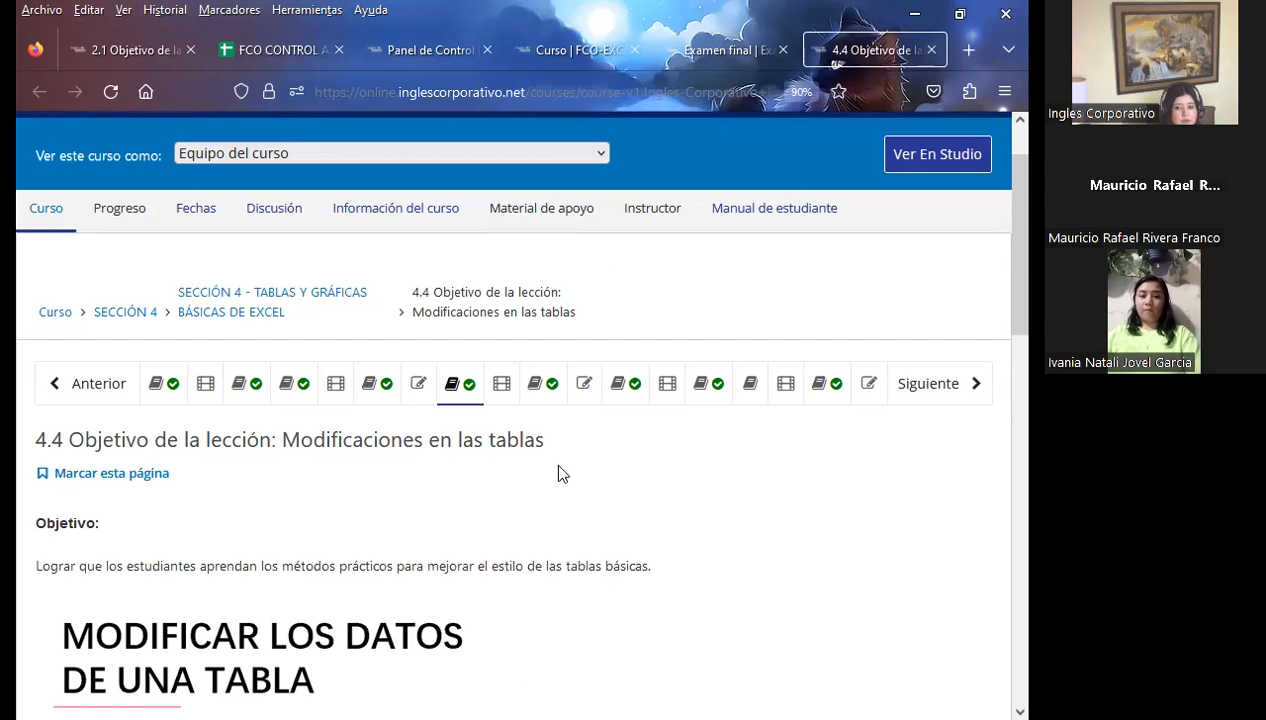 Archivo Editar Ver Historial Marcadores Herramientas Ayuda
2.1 Objetivo de la
FCO CONTROL A
Panel de Control
Curso | FCO-EXC
Examen final | Exa
4.4 Objetivo de la
https://online.inglescorporativo.net/courses/course-v1:Ingles-Corporativo+
90%
Ver este curso como:
Equipo del curso
Ver En Studio
Curso Progreso Fechas Discusión Información del curso Material de apoyo Instructor Manual de estudiante
Curso > SECCIÓN 4 > SECCIÓN 4 - TABLAS Y GRÁFICAS
BÁSICAS DE EXCEL
> 4.4 Objetivo de la lección:
Modificaciones en las tablas
Anterior
Siguiente
4.4 Objetivo de la lección: Modificaciones en las tablas
Marcar esta página
Objetivo:
Lograr que los estudiantes aprendan los métodos prácticos para mejorar el estilo de las tablas básicas.
MODIFICAR LOS DATOS
DE UNA TABLA
Ingles Corporativo
Mauricio Rafael R...
Mauricio Rafael Rivera Franco
Ivania Natali Jovel Garcia